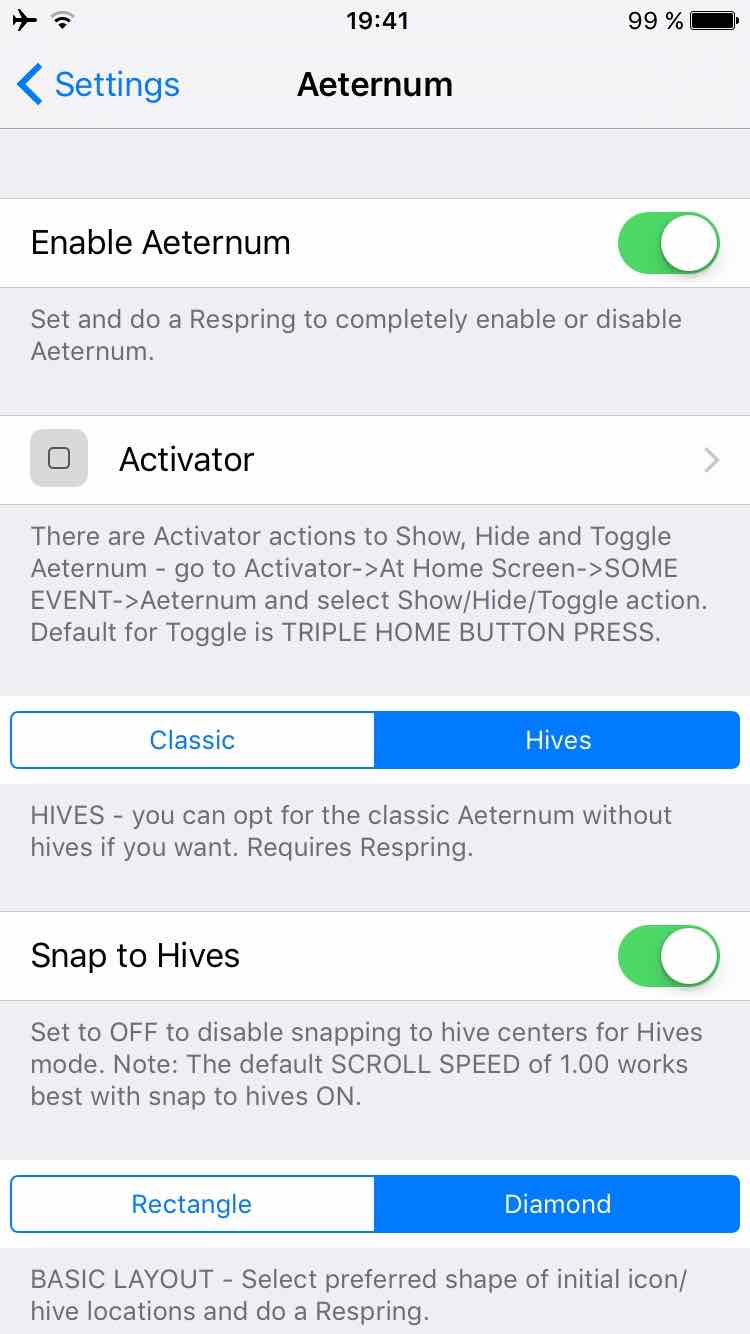 19:41
99 %
Settings
Aeternum
Enable Aeternum
Set and do a Respring to completely enable or disable
Aeternum.
Activator
There are Activator actions to Show, Hide and Toggle
Aeternum - go to Activator->At Home Screen->SOME
EVENT->Aeternum and select Show/Hide/Toggle action.
Default for Toggle is TRIPLE HOME BUTTON PRESS.
Classic
Hives
HIVES - you can opt for the classic Aeternum without
hives if you want. Requires Respring.
Snap to Hives
Set to OFF to disable snapping to hive centers for Hives
mode. Note: The default SCROLL SPEED of 1.00 works
best with snap to hives ON.
Rectangle
Diamond
BASIC LAYOUT - Select preferred shape of initial icon/
hive locations and do a Respring.